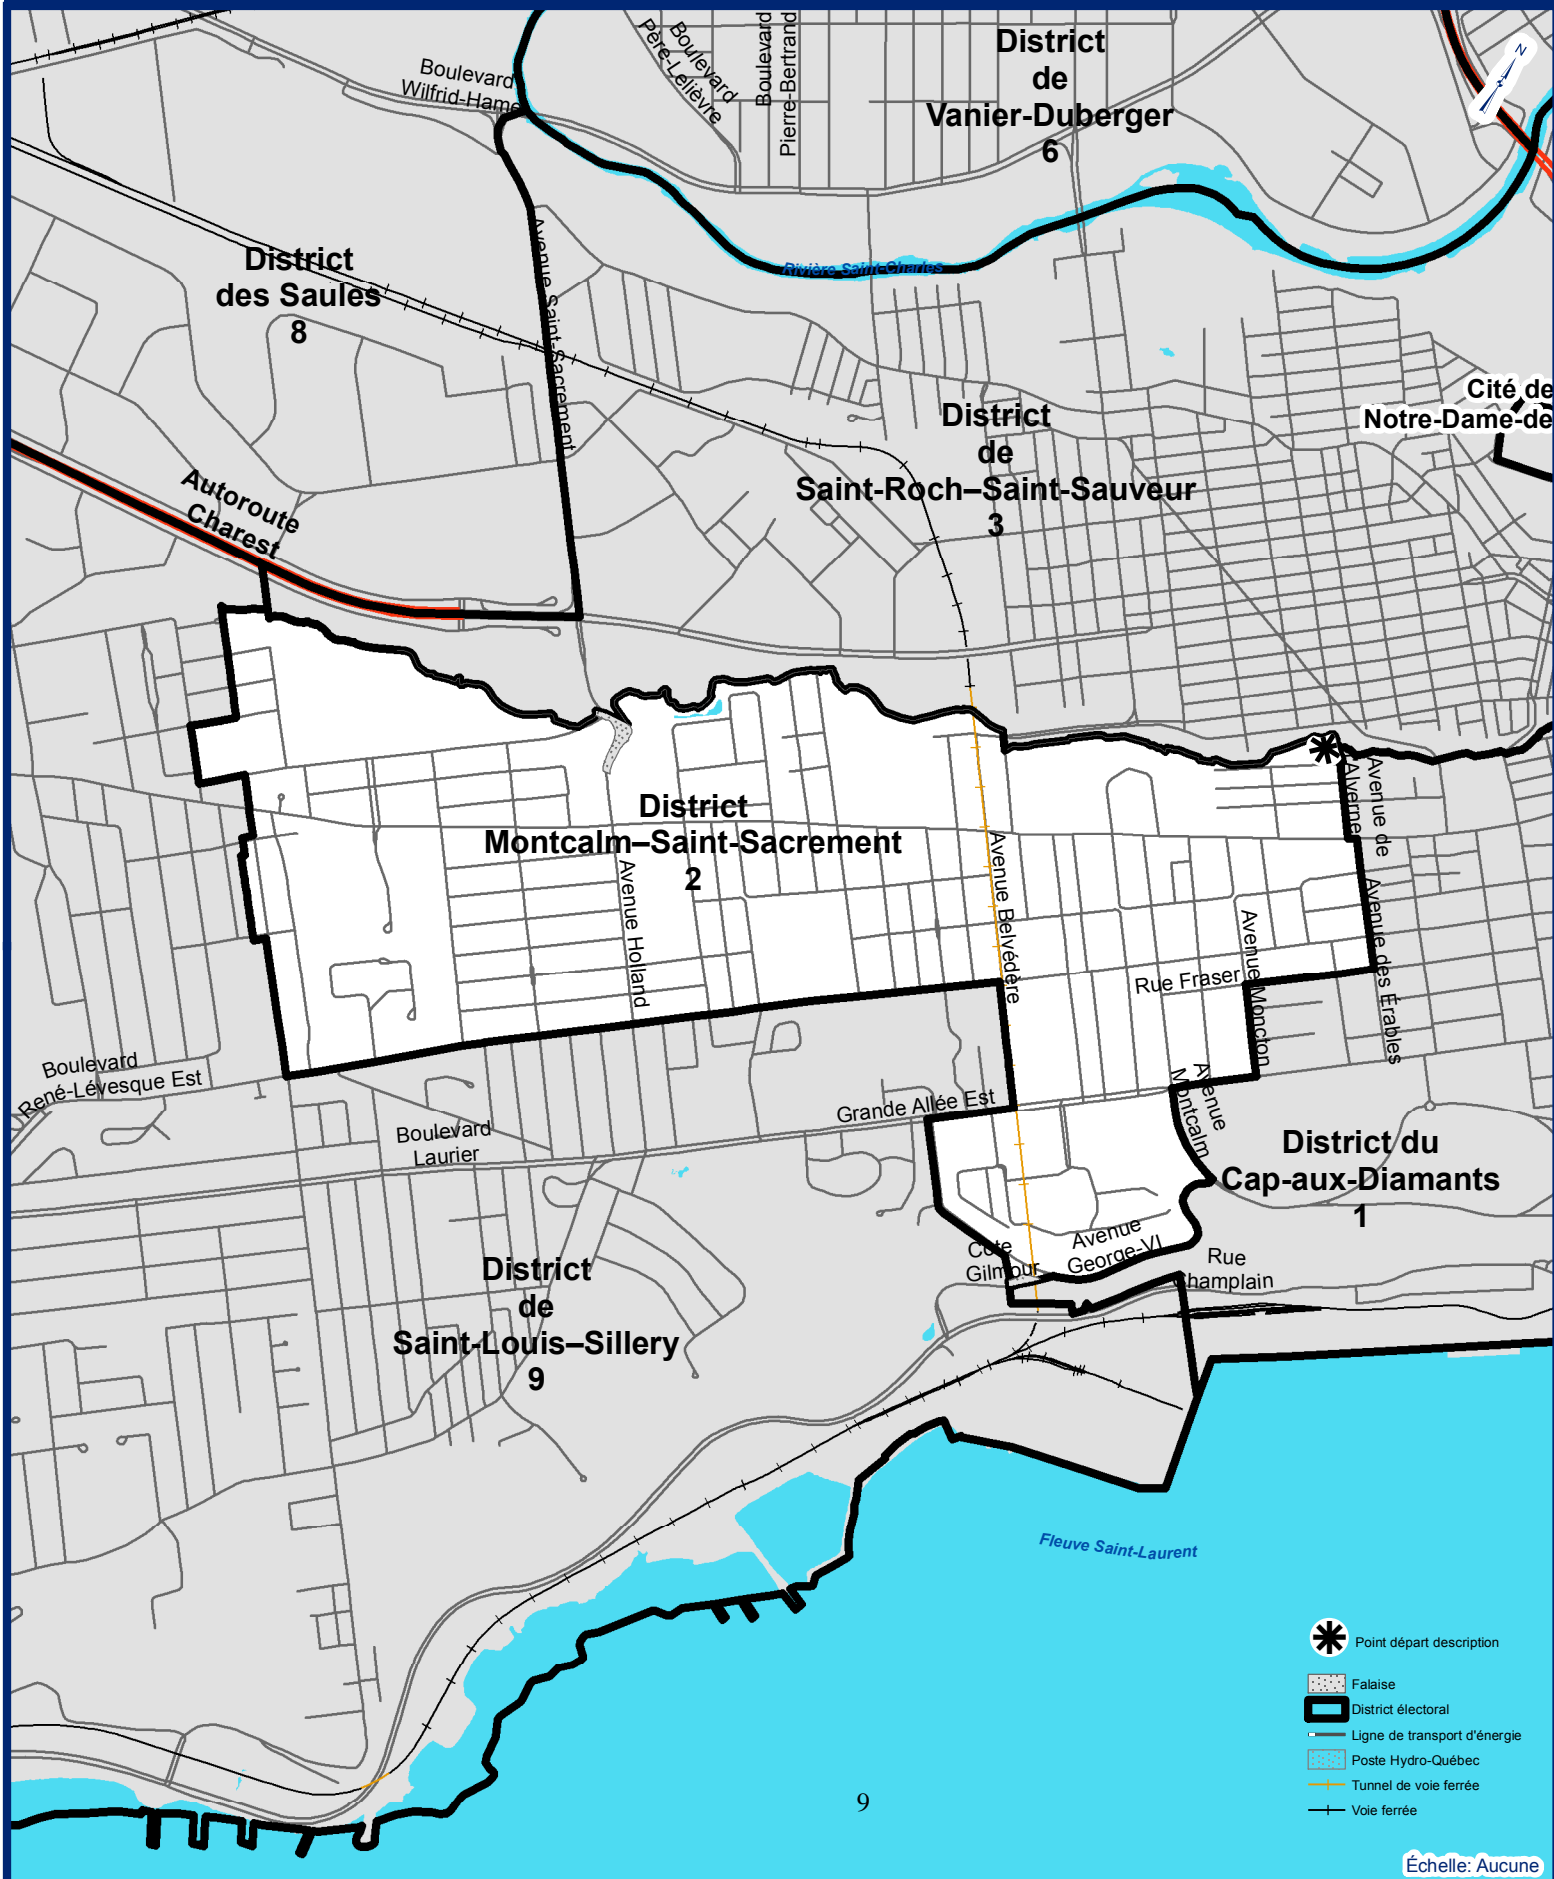 Boulevard
Père-Lelièvre
Boulevard
Pierre-Bertrand
District
de
Vanier-Duberger
6
N
Boulevard
Wilfrid-Hame
Avenue Saint-Sacrement
Rivière Saint-Charles
District
des Saules
8
Cité de
Notre-Dame-de
District
de
Saint-Roch–Saint-Sauveur
3
Autoroute
Charest
District
Montcalm–Saint-Sacrement
2
Avenue de
l'Alverne
Avenue Holland
Avenue Belvédère
Avenue Moncton
Avenue des Érables
Rue Fraser
Boulevard
René-Lévesque Est
Grande Allée Est
Avenue
Montcalm
Boulevard
Laurier
District du
Cap-aux-Diamants
1
Avenue
George-VI
Côte
Gilmour
Rue
Champlain
District
de
Saint-Louis–Sillery
9
Fleuve Saint-Laurent
Point départ description
Falaise
District électoral
Ligne de transport d'énergie
Poste Hydro-Québec
Tunnel de voie ferrée
Voie ferrée
9
Échelle: Aucune